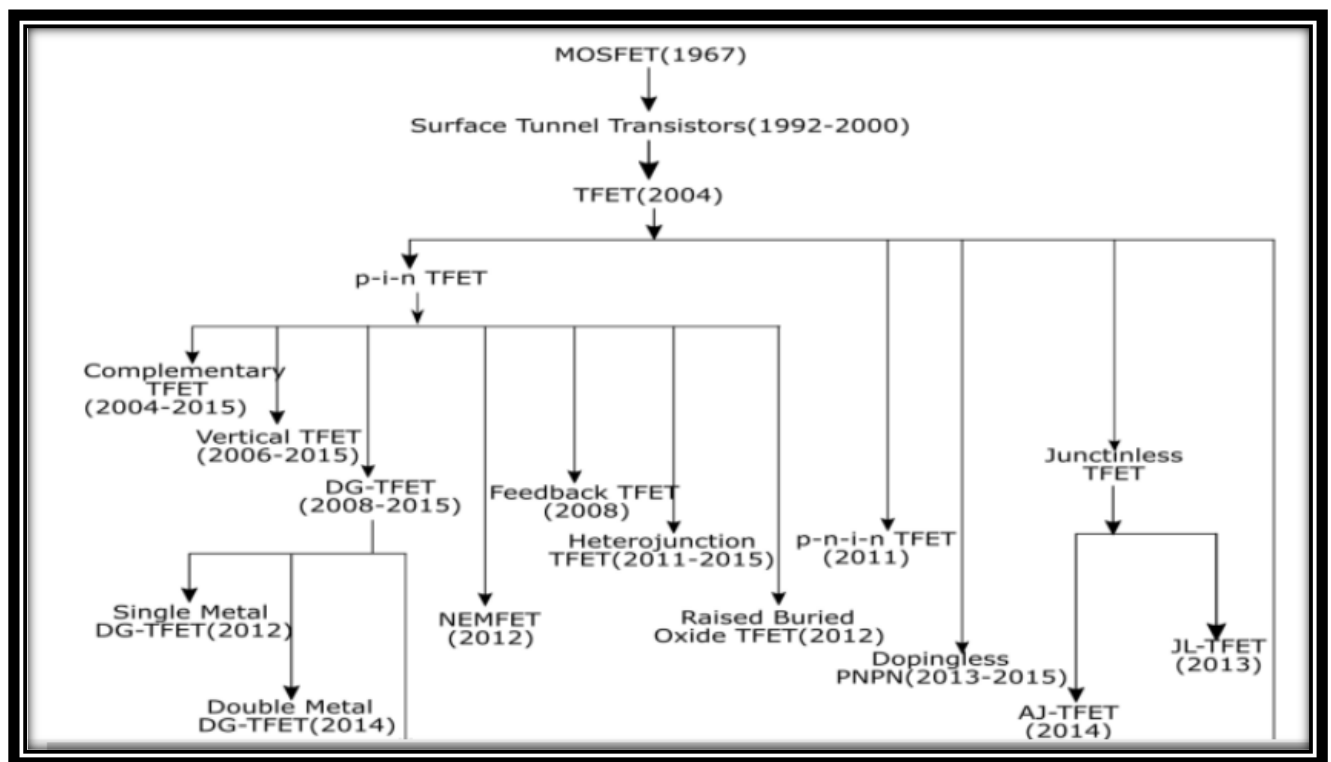 MOSFET(1967)
Surface Tunnel Transistors(1992-2000)
TFET(2004)
p-i-n TFET
Complementary
TFET
(2004-2015)
Vertical TFET
(2006-2015)
DG-TFET
(2008-2015)
Single Metal
DG-TFET(2012)
Double Metal
DG-TFET(2014)
NEMFET
(2012)
Feedback TFET
(2008)
Heterojunction
TFET(2011-2015)
Raised Buried
Oxide TFET(2012)
p-n-i-n TFET
(2011)
Dopingless
PNPN(2013-2015)
Junctinless
TFET
AJ-TFET
(2014)
JL-TFET
(2013)